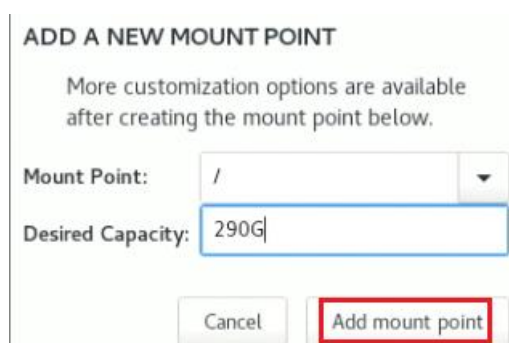 ADD A NEW MOUNT POINT
More customization options are available
after creating the mount point below.
Mount Point: /
Desired Capacity: 290G
Cancel Add mount point